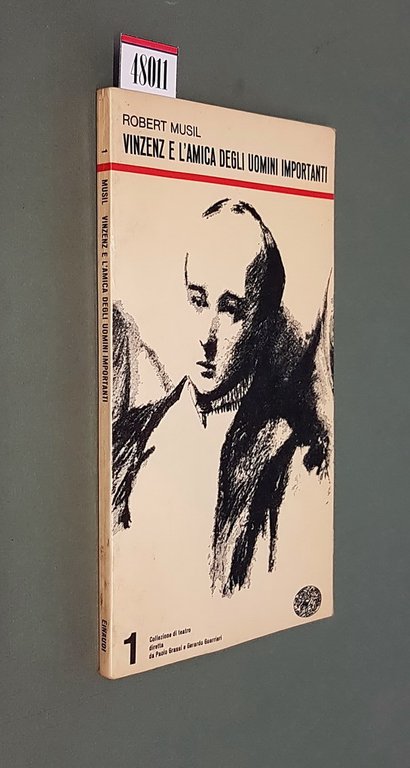 48011
ROBERT MUSIL
VINZENZ E L'AMICA DEGLI UOMINI IMPORTANTI
1 MUSIL VINZENZ E L'AMICA DEGLI UOMINI IMPORTANTI
EINAUDI
1
Collezione di teatro
diretta
da Paolo Grassi e Gerardo Guerrieri